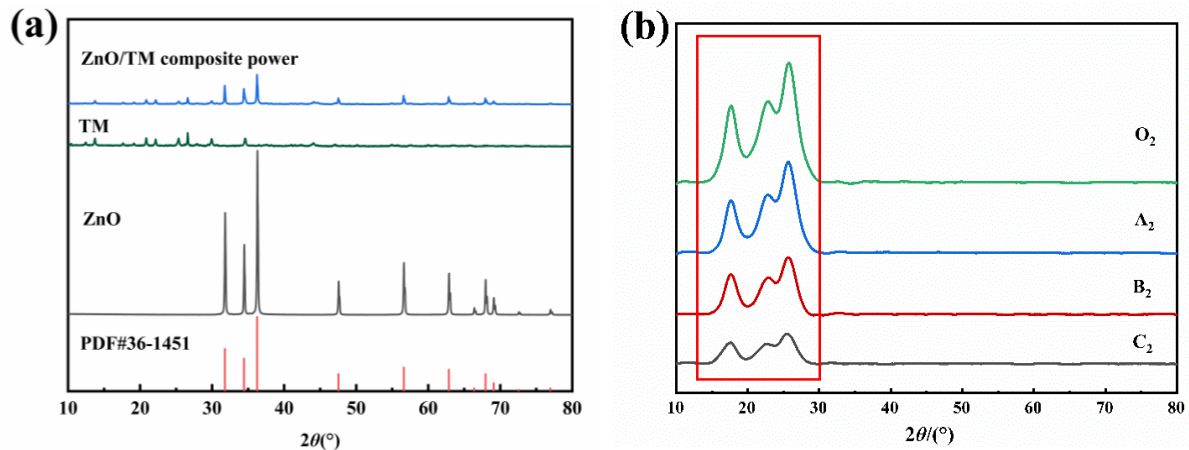 (a)
ZnO/TM composite power
TM
ZnO
PDF#36-1451
10 20 30 40 50 60 70 80
2θ(°)
(b)
O2
A2
B2
C2
10 20 30 40 50 60 70 80
2θ/(°)